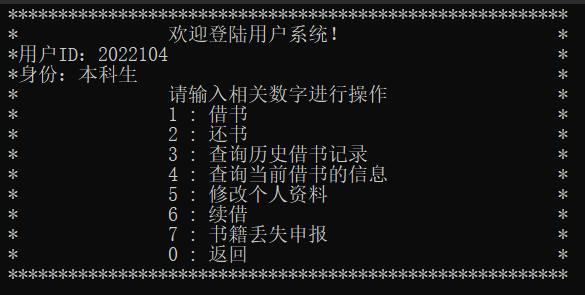 ********************************************************
* 欢迎登陆用户系统! *
*用户ID: 2022104 *
*身份: 本科生 *
* 请输入相关数字进行操作 *
* 1 : 借书 *
* 2 : 还书 *
* 3 : 查询历史借书记录 *
* 4 : 查询当前借书的信息 *
* 5 : 修改个人资料 *
* 6 : 续借 *
* 7 : 书籍丢失申报 *
* 0 : 返回 *
********************************************************